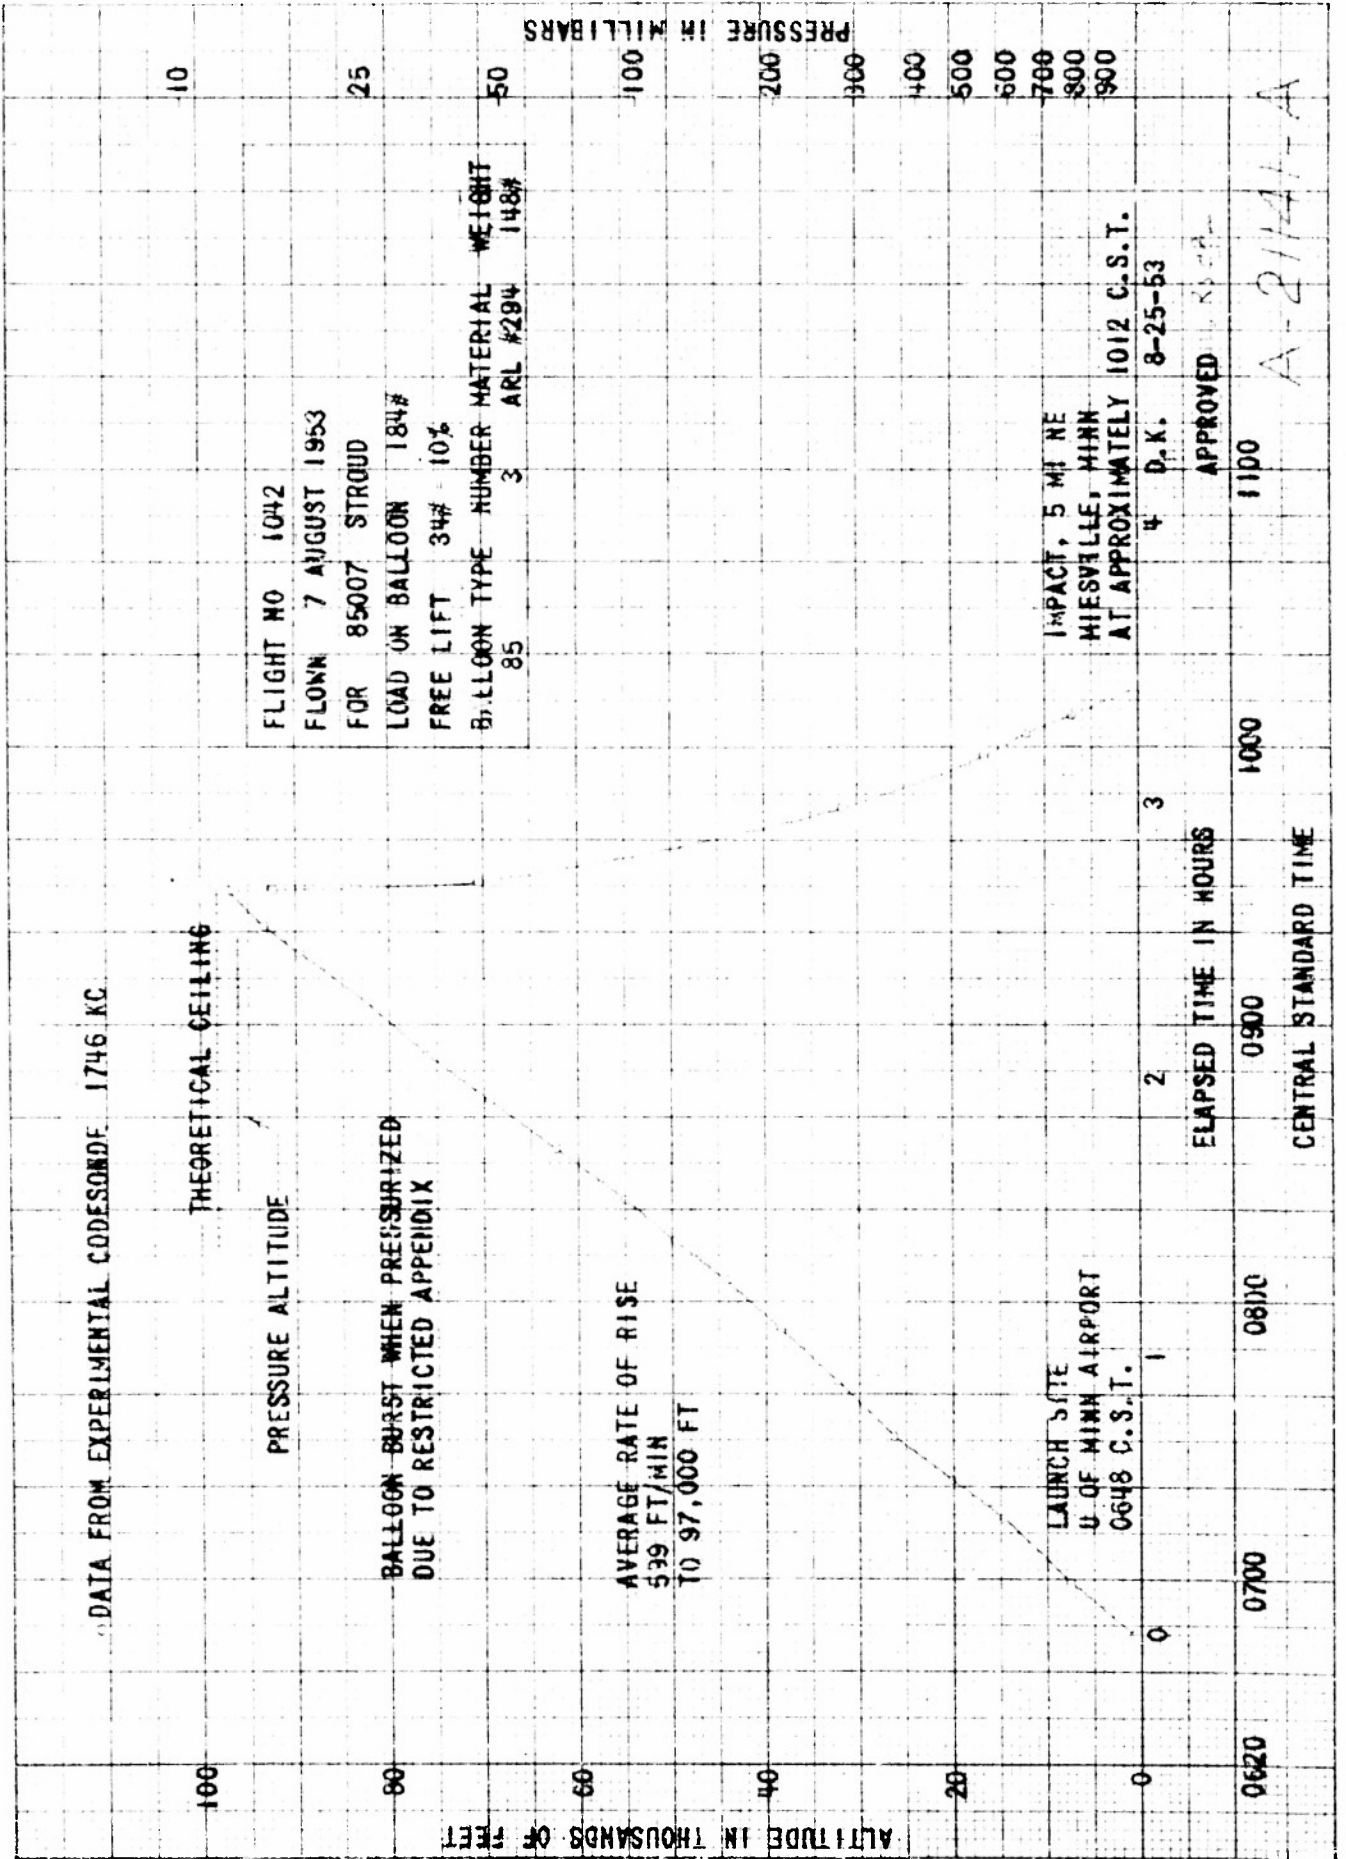 DATA FROM EXPERIMENTAL CODESONDE 1746 KC
THEORETICAL CEILING
PRESSURE ALTITUDE
BALLOON BURST WHEN PRESSURIZED
DUE TO RESTRICTED APPENDIX
AVERAGE RATE OF RISE
599 FT/MIN
TO 97,000 FT
LAUNCH SITE
U OF MINN AIRPORT
0648 C.S.T.
FLIGHT NO 1042
FLOWN 7 AUGUST 1953
FOR 85007 STROUD
LOAD ON BALLOON 184#
FREE LIFT 34# 10%
BALLOON TYPE NUMBER MATERIAL WEIGHT
85 3 ARL #294 148#
IMPACT, 5 MI NE
MIESVILLE, MINN
AT APPROXIMATELY 1012 C.S.T.
D.K. 8-25-53
APPROVED
A-21141-A
ALTITUDE IN THOUSANDS OF FEET
100
80
60
40
20
0
PRESSURE IN MILLIBARS
10
25
50
100
200
300
400
500
600
700
800
900
0 1 2 3 4
ELAPSED TIME IN HOURS
0620 0700 0800 0900 1000 1100
CENTRAL STANDARD TIME